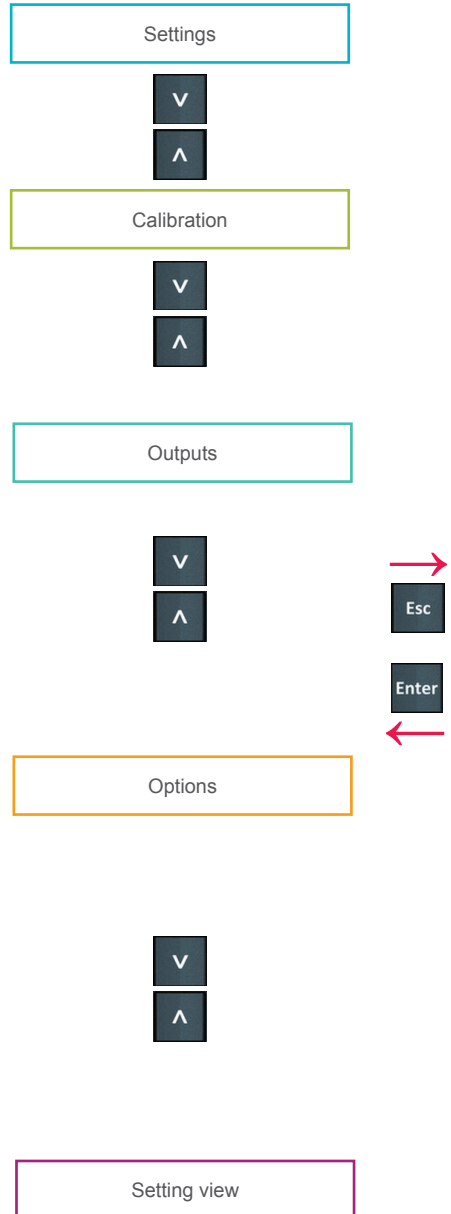 Settings
v
ʌ
Calibration
v
ʌ
Outputs
v
ʌ
Esc
Enter
Options
v
ʌ
Setting view